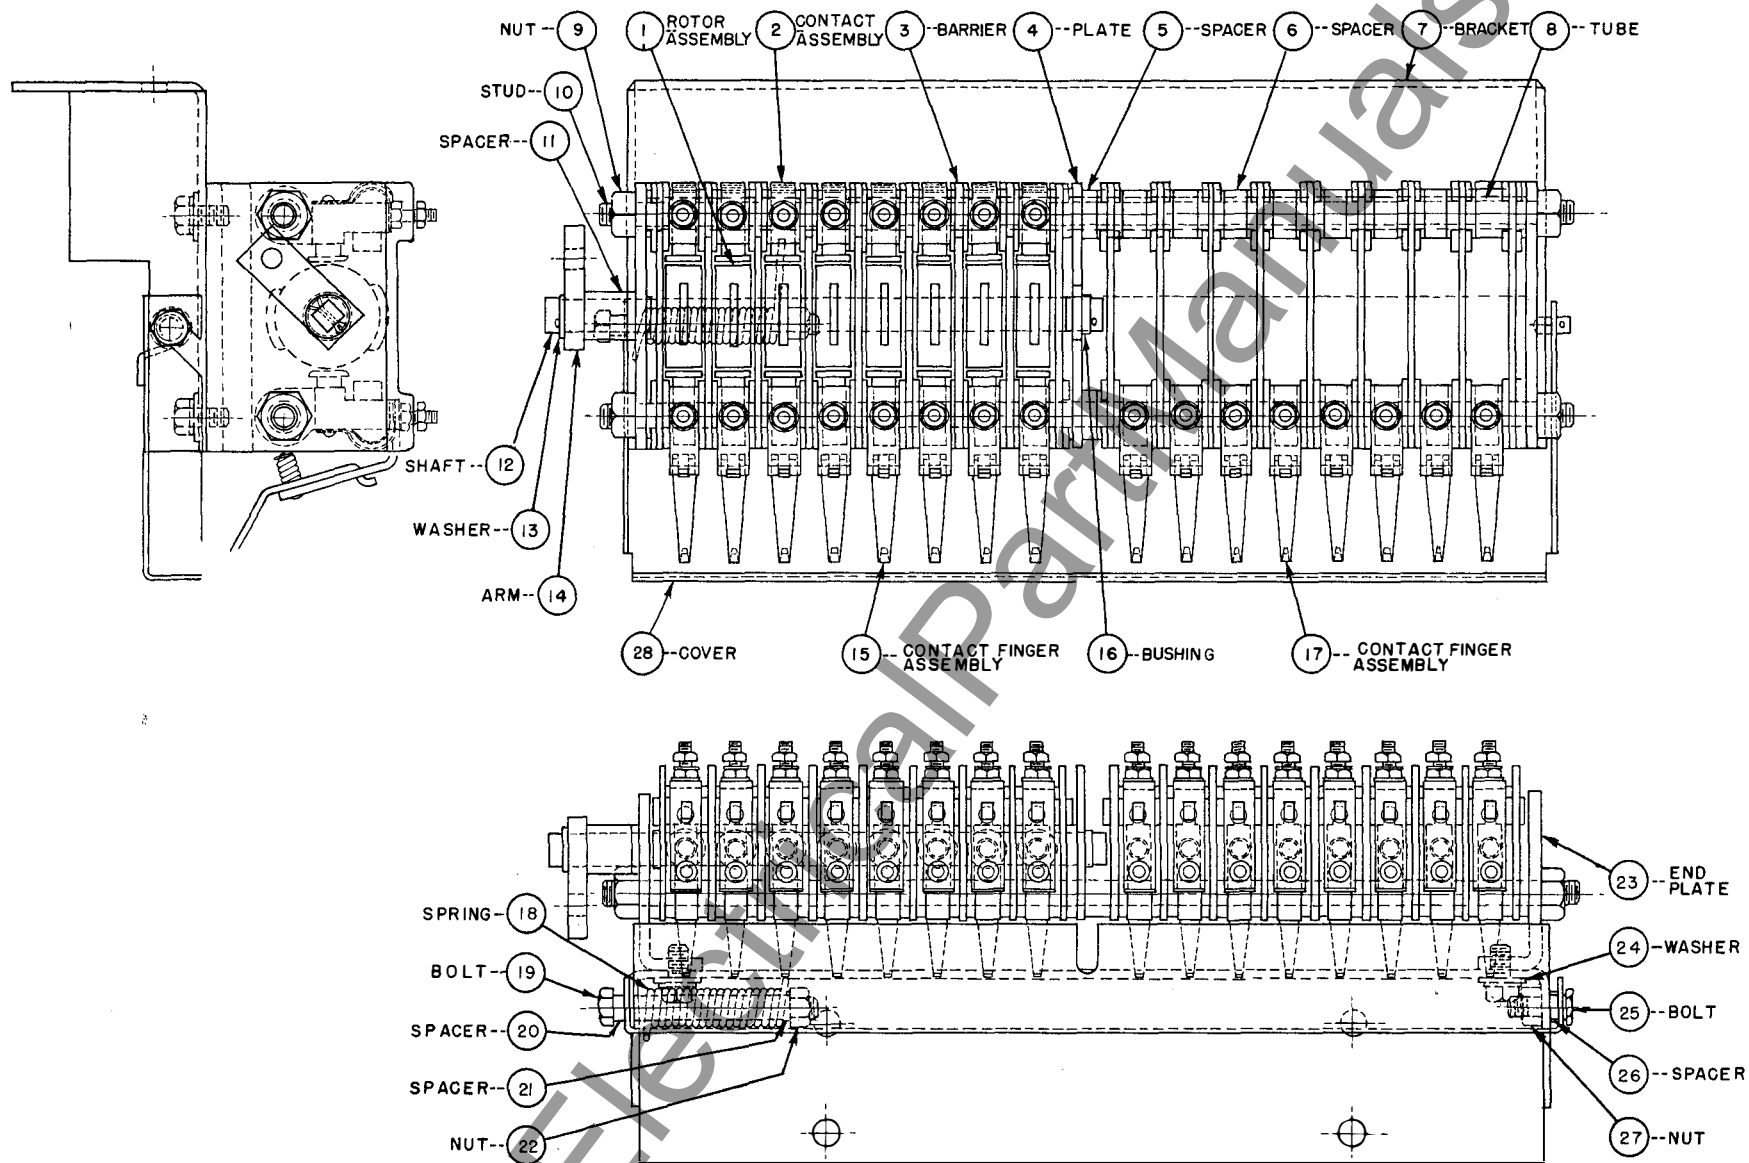 NUT -- 9
1 ROTOR
ASSEMBLY
2 CONTACT
ASSEMBLY
3 --BARRIER
4 --PLATE
5 --SPACER
6 --SPACER
7 --BRACKET
8 -- TUBE
STUD-- 10
SPACER-- 11
SHAFT-- 12
WASHER-- 13
ARM-- 14
28 --COVER
15 -- CONTACT FINGER
ASSEMBLY
16 --BUSHING
17 -- CONTACT FINGER
ASSEMBLY
SPRING-- 18
BOLT-- 19
SPACER-- 20
SPACER-- 21
NUT-- 22
23 -- END
PLATE
24 --WASHER
25 --BOLT
26 --SPACER
27 --NUT
ElectricalPartManuals